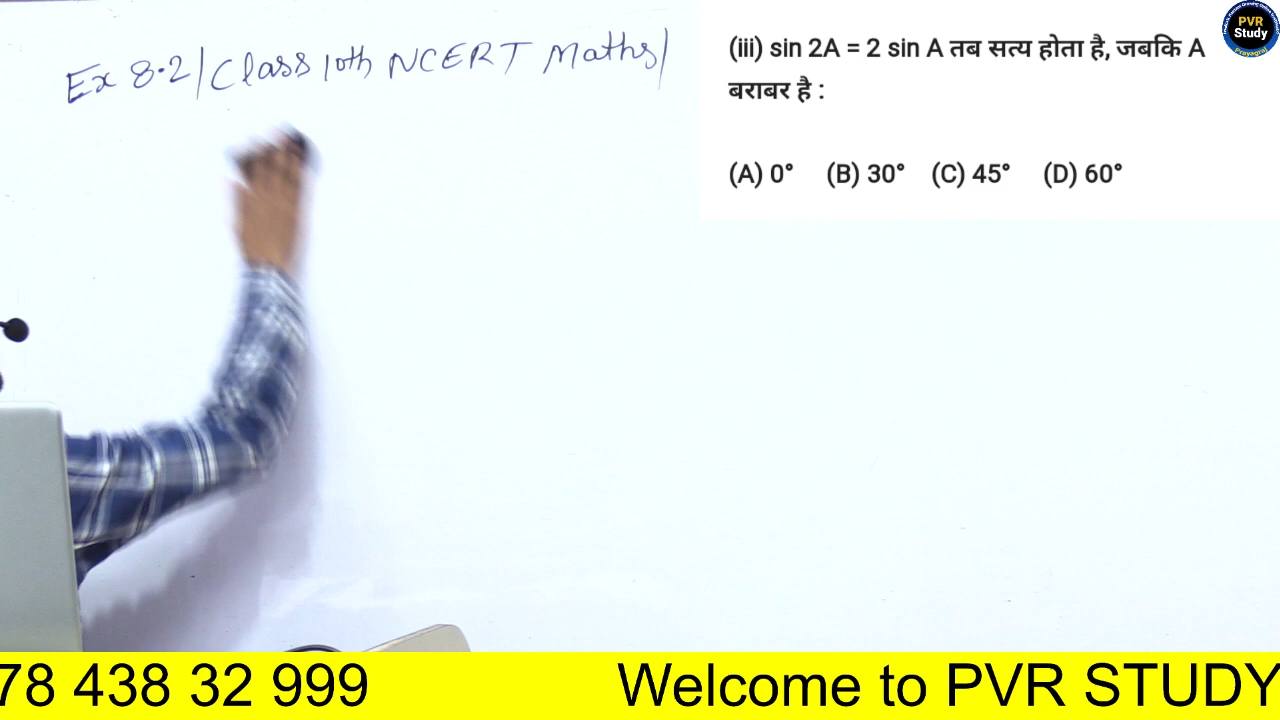 Ex 8.2/Class 10th NCERT Maths/
(iii) sin 2A = 2 sin A तब सत्य होता है, जबकि A
बराबर है :
(A) 0° (B) 30° (C) 45° (D) 60°
PVR
Study
Prayagraj
78 438 32 999 Welcome to PVR STUDY